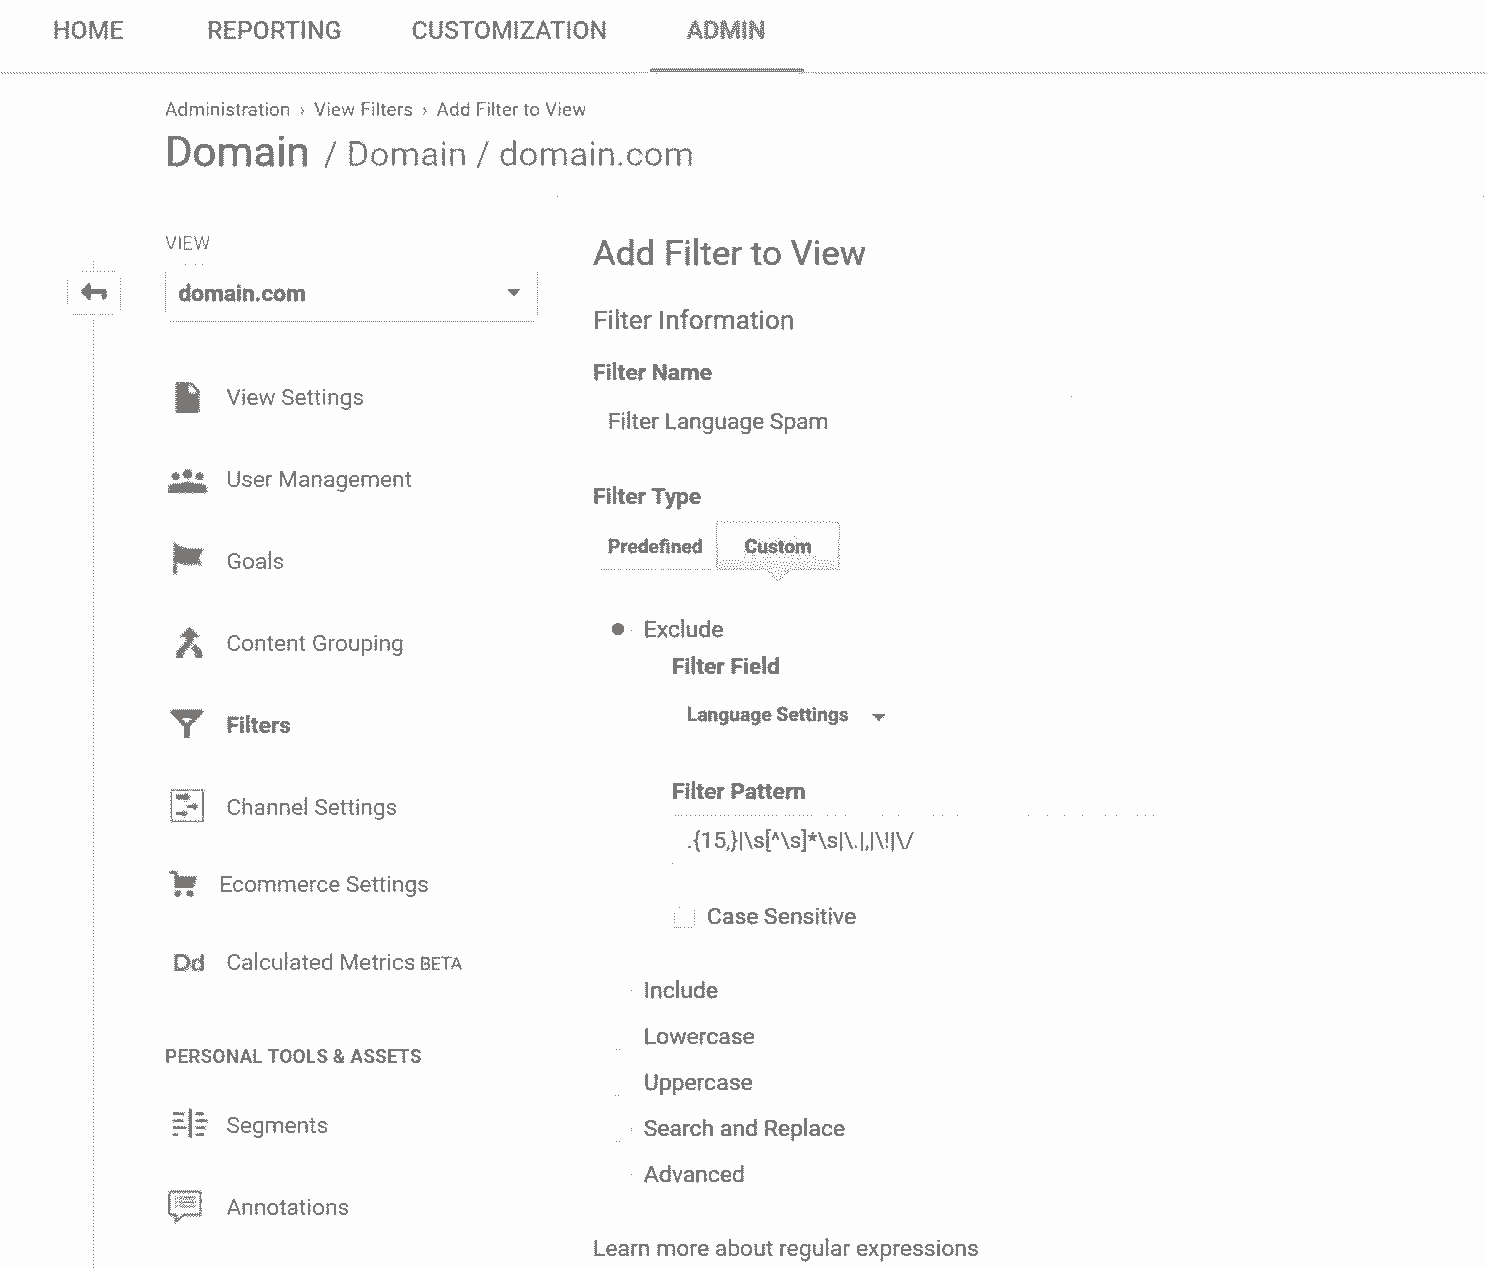 HOME REPORTING CUSTOMIZATION ADMIN
Administration › View Filters › Add Filter to View
Domain / Domain / domain.com
VIEW
domain.com
View Settings
User Management
Goals
Content Grouping
Filters
Channel Settings
Ecommerce Settings
Dd Calculated Metrics BETA
PERSONAL TOOLS & ASSETS
Segments
Annotations
Add Filter to View
Filter Information
Filter Name
Filter Language Spam
Filter Type
Predefined Custom
Exclude
Filter Field
Language Settings
Filter Pattern
.{15,}|\s[^\s]*\s|\.|,|\!|\/
Case Sensitive
Include
Lowercase
Uppercase
Search and Replace
Advanced
Learn more about regular expressions